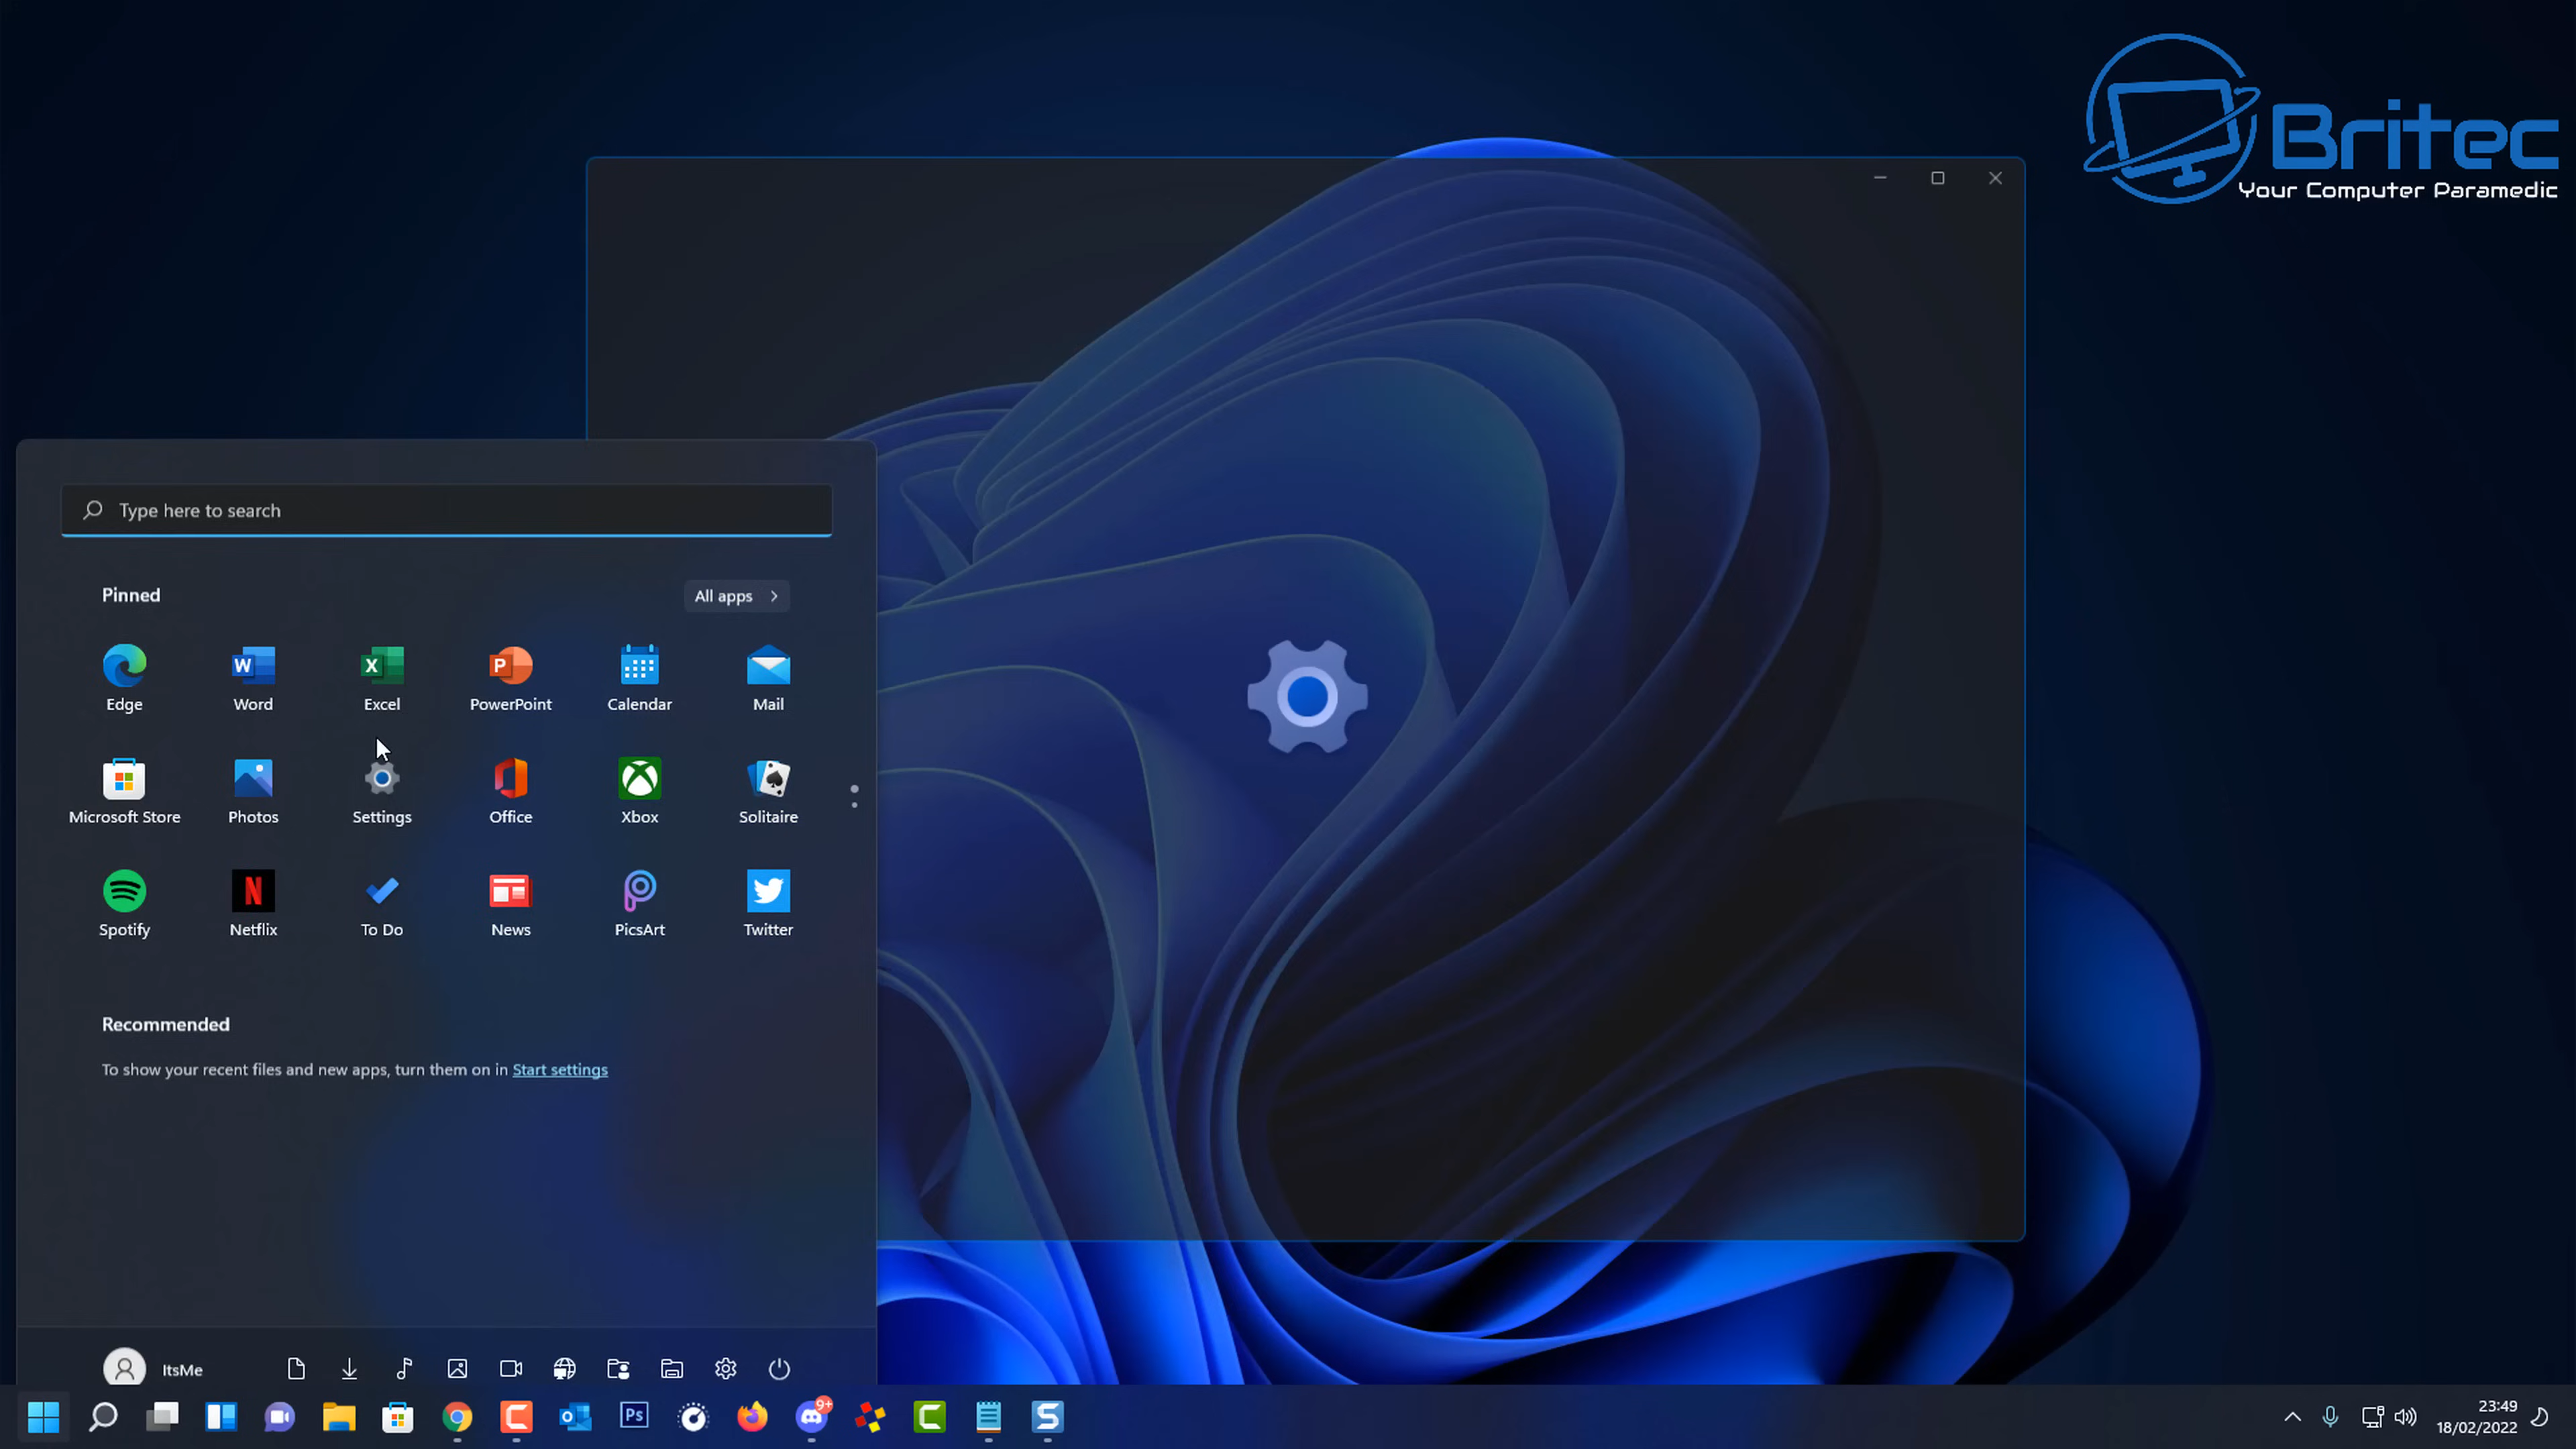 Britec
Your Computer Paramedic
Type here to search
Pinned
All apps
Edge
Word
Excel
PowerPoint
Calendar
Mail
Microsoft Store
Photos
Settings
Office
Xbox
Solitaire
Spotify
Netflix
To Do
News
PicsArt
Twitter
Recommended
To show your recent files and new apps, turn them on in Start settings
ItsMe
Ps
9+
23:49
18/02/2022